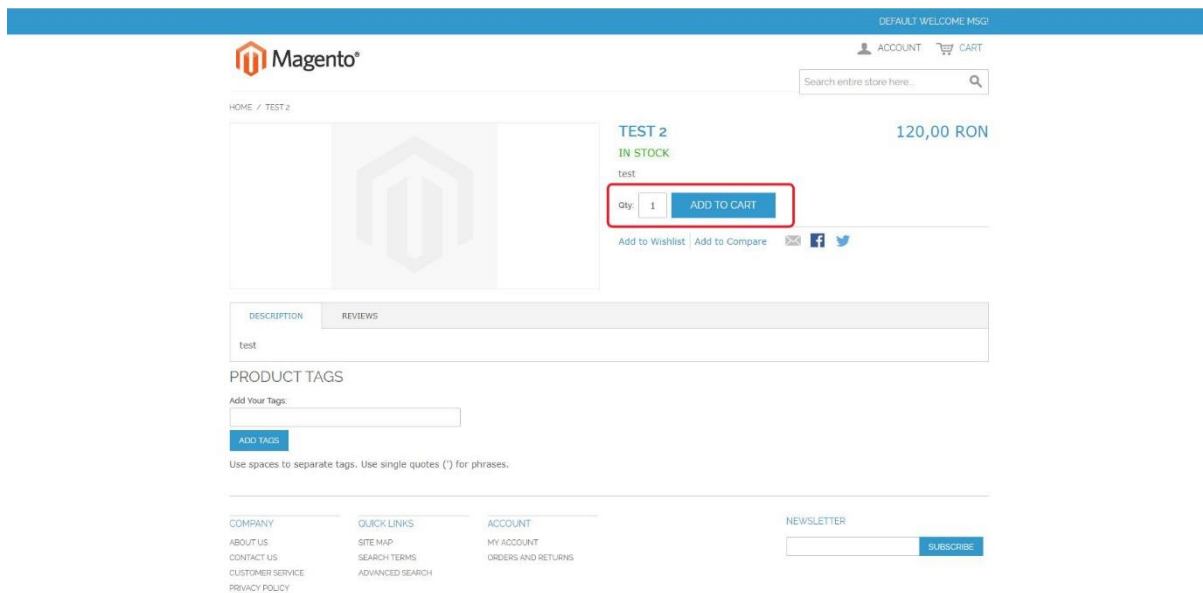 DEFAULT WELCOME MSG!
Magento®
ACCOUNT CART
Search entire store here...
HOME / TEST 2
TEST 2 120,00 RON
IN STOCK
test
Qty: 1 ADD TO CART
Add to Wishlist Add to Compare
DESCRIPTION REVIEWS
test
PRODUCT TAGS
Add Your Tags:
ADD TAGS
Use spaces to separate tags. Use single quotes (') for phrases.
COMPANY QUICK LINKS ACCOUNT NEWSLETTER
ABOUT US SITE MAP MY ACCOUNT
CONTACT US SEARCH TERMS ORDERS AND RETURNS SUBSCRIBE
CUSTOMER SERVICE ADVANCED SEARCH
PRIVACY POLICY